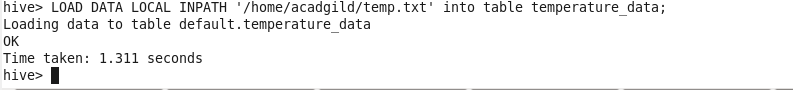 hive> LOAD DATA LOCAL INPATH '/home/acadgild/temp.txt' into table temperature_data;
Loading data to table default.temperature_data
OK
Time taken: 1.311 seconds
hive>